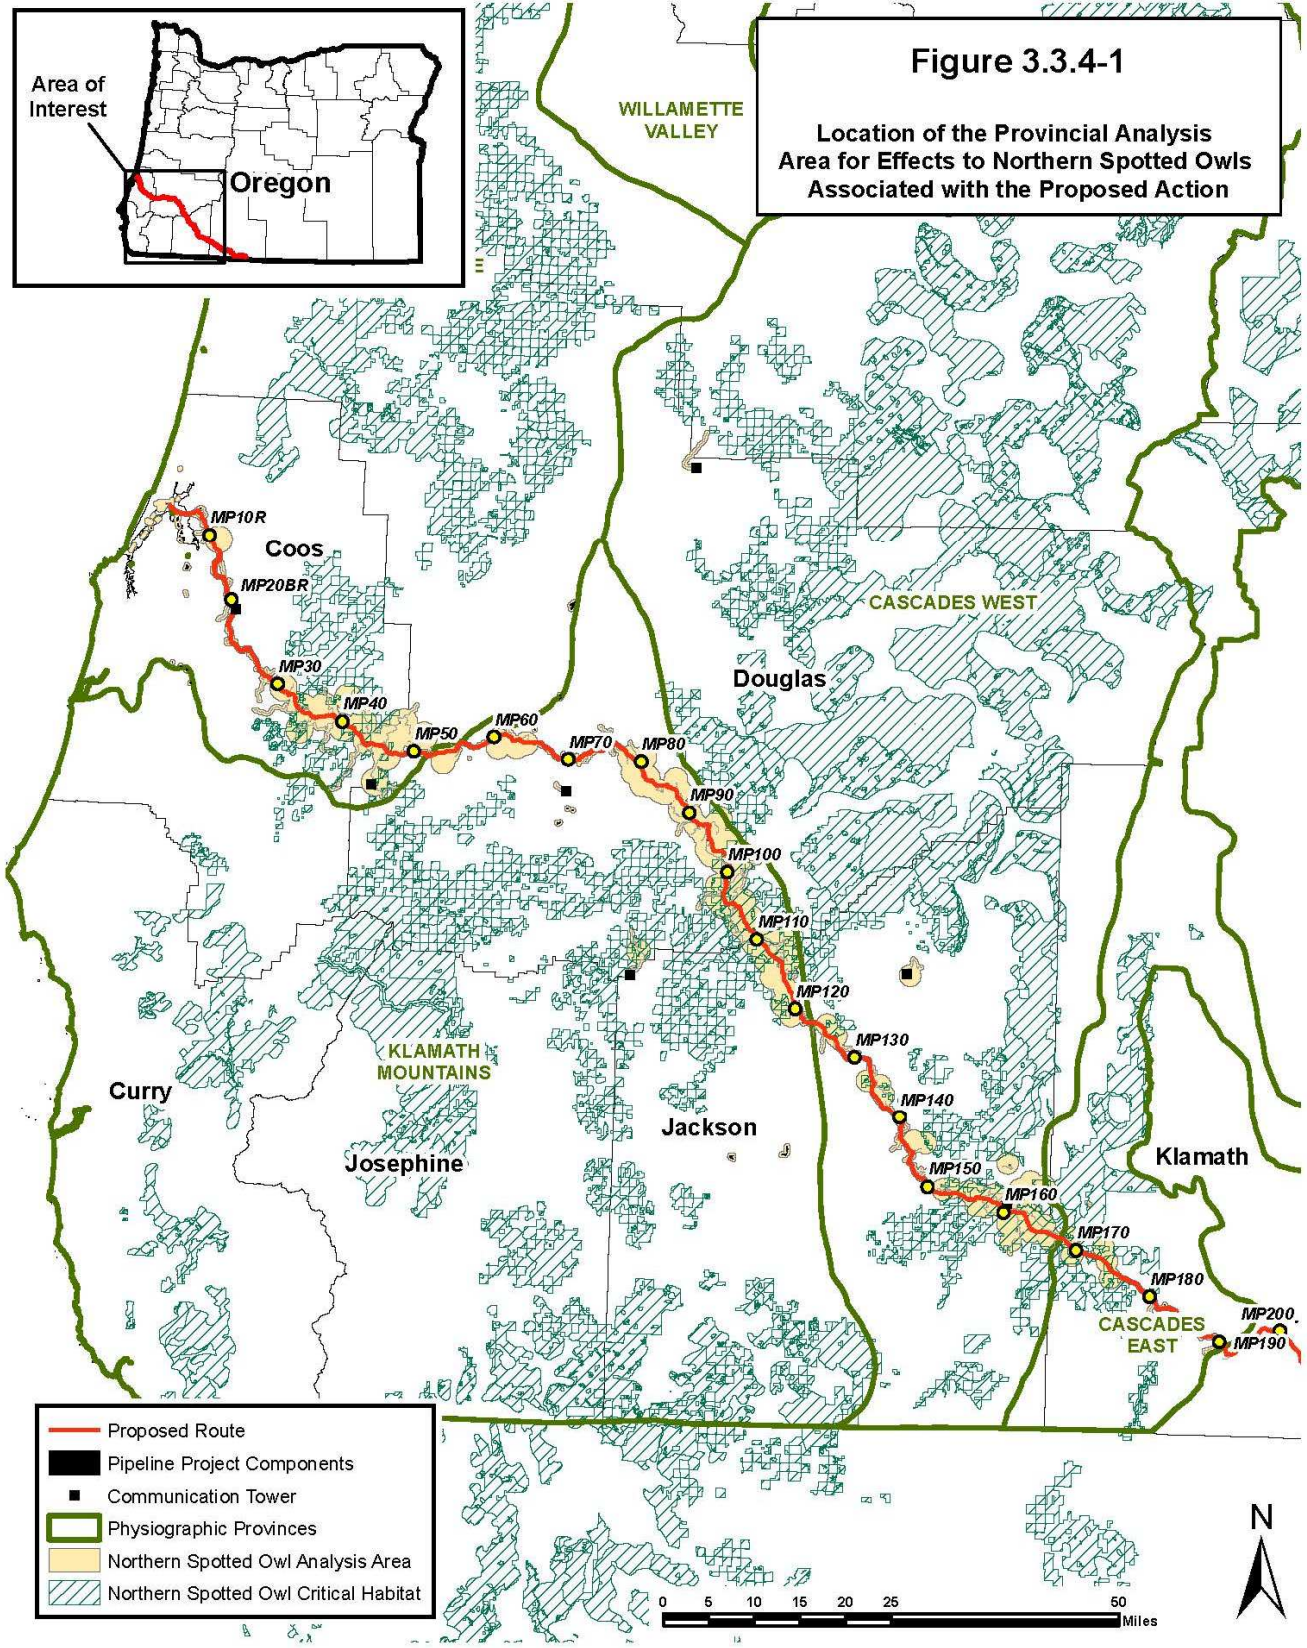 Figure 3.3.4-1
Location of the Provincial Analysis
Area for Effects to Northern Spotted Owls
Associated with the Proposed Action
Area of
Interest
Oregon
WILLAMETTE
VALLEY
E
MP10R
Coos
MP20BR
CASCADES WEST
MP30
Douglas
MP40
MP50
MP60
MP70
MP80
MP90
MP100
MP110
MP120
MP130
KLAMATH
MOUNTAINS
Curry
MP140
Jackson
Josephine
Klamath
MP150
MP160
MP170
MP180
CASCADES
EAST
MP200
MP190
Proposed Route
Pipeline Project Components
Communication Tower
Physiographic Provinces
Northern Spotted Owl Analysis Area
Northern Spotted Owl Critical Habitat
N
0 5 10 15 20 25 50
Miles